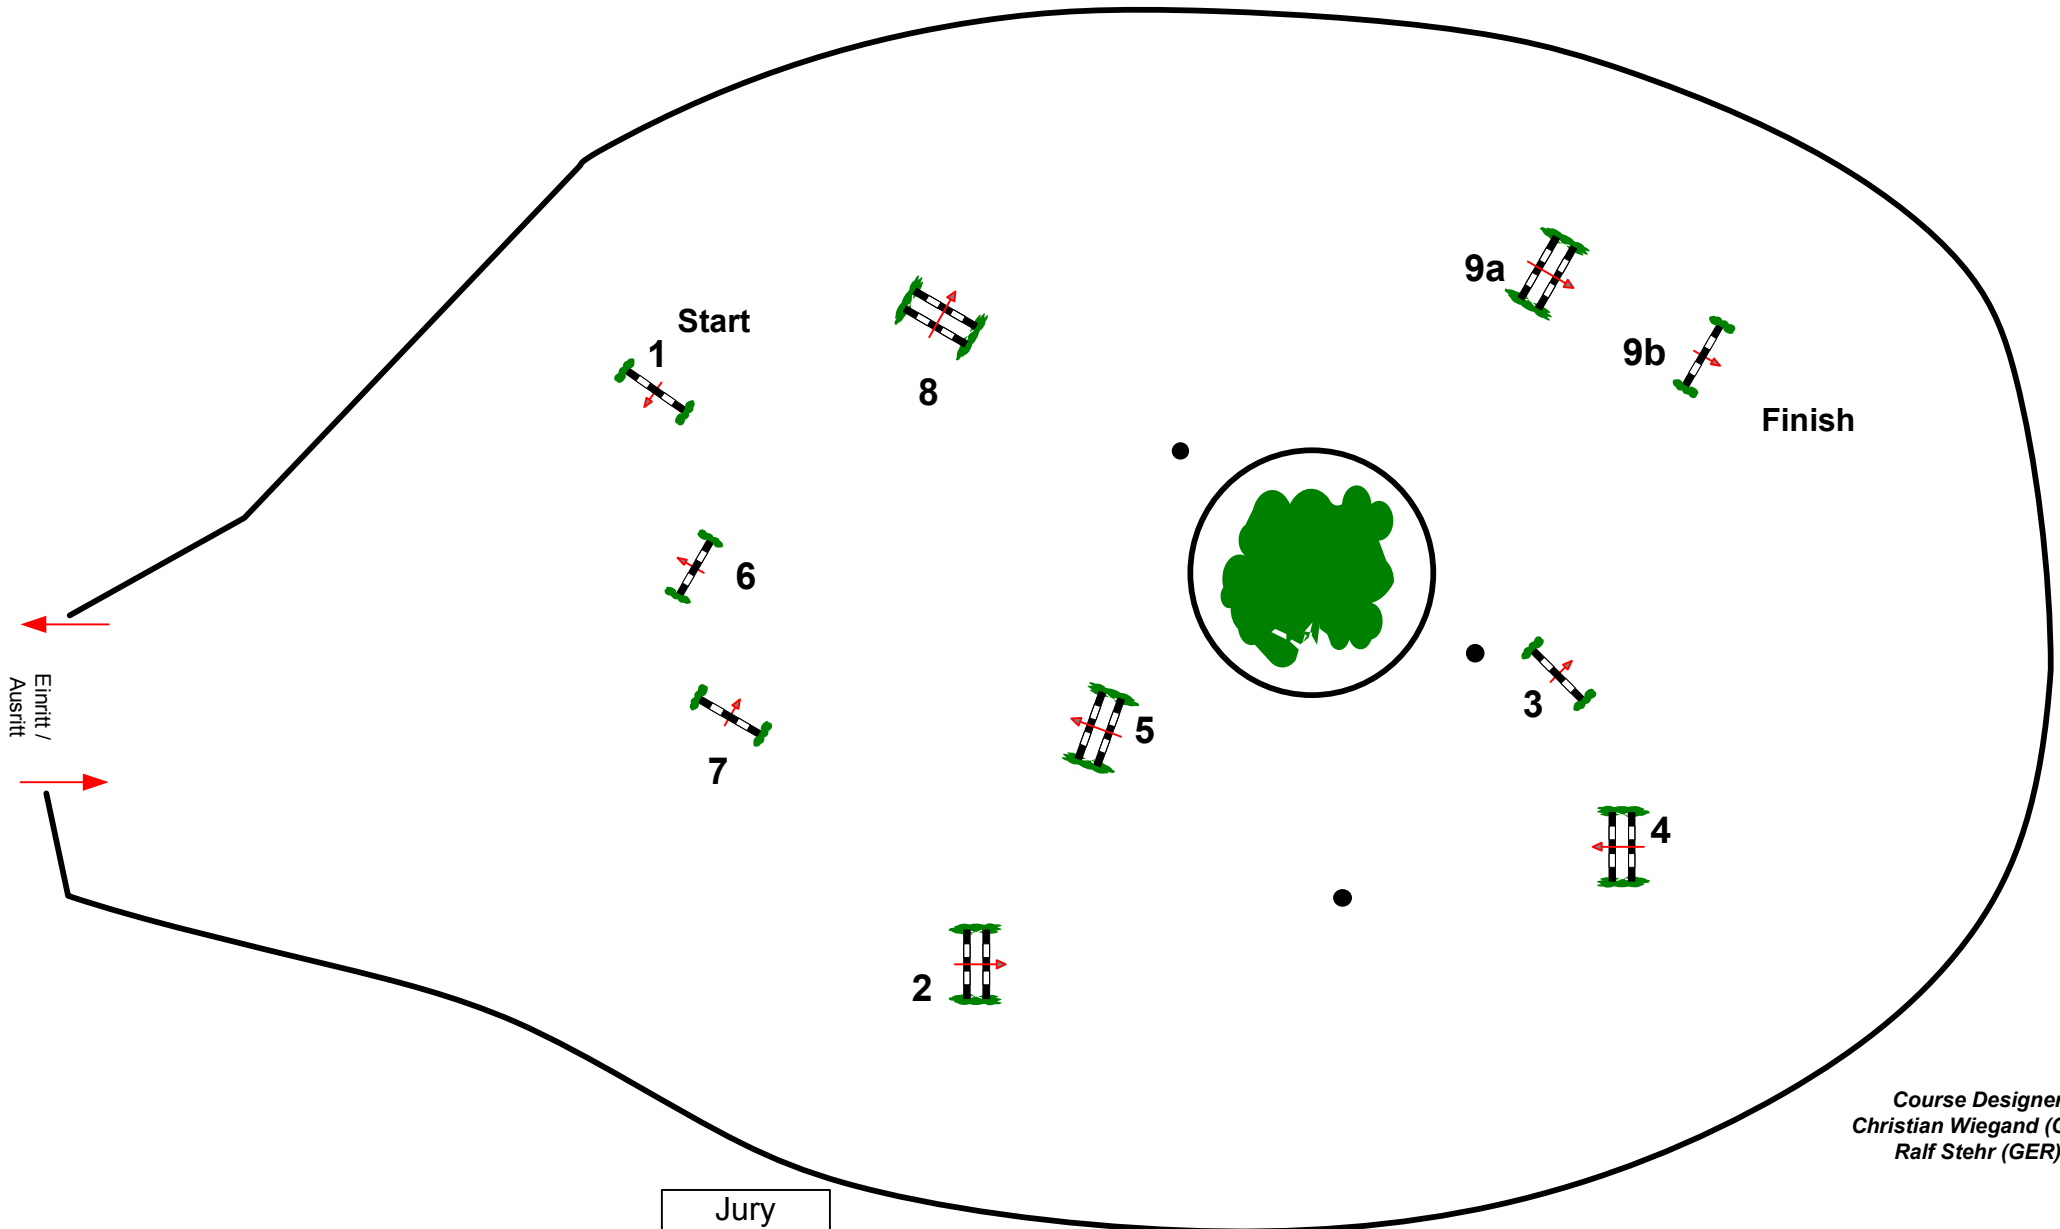 Start
1
8
9a
9b
Finish
6
7
5
3
4
2
Einritt /
Ausritt
Course Designer
Christian Wiegand (
Ralf Stehr (GER)
Jury